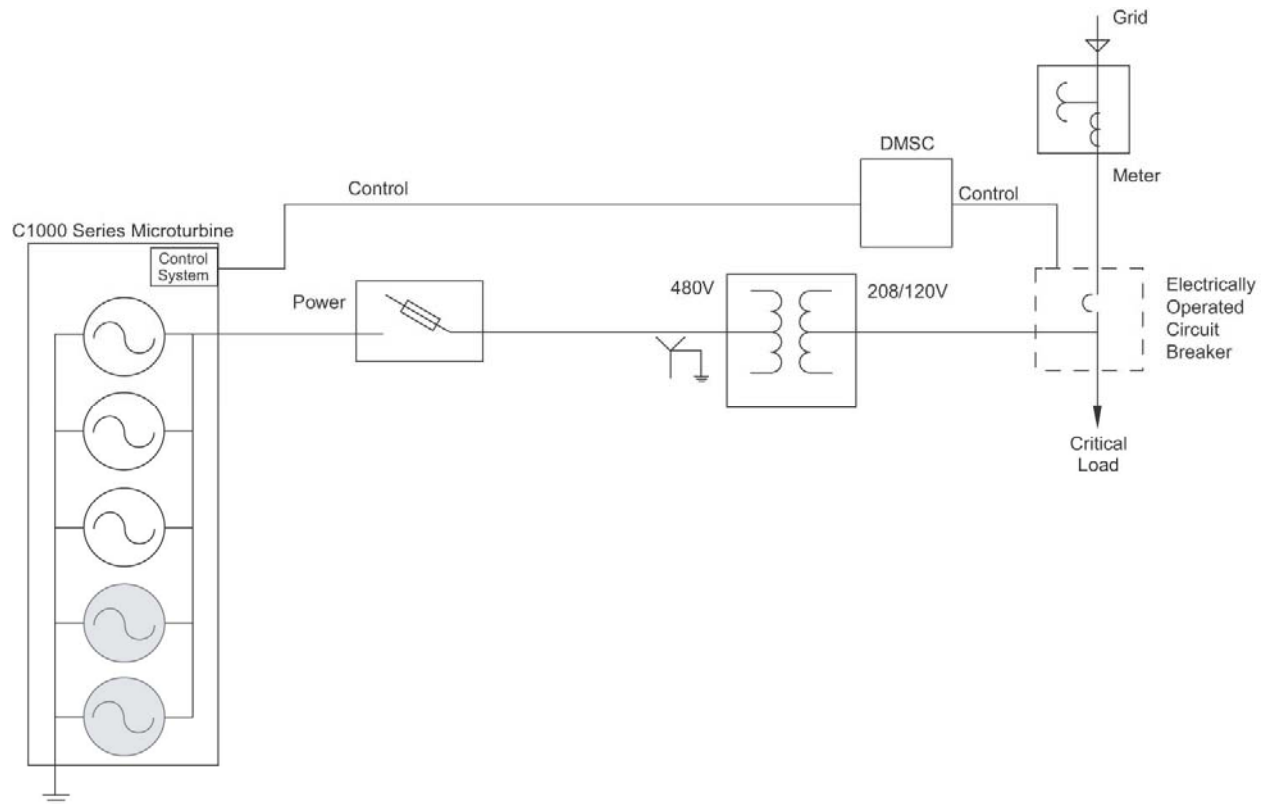 Grid
Meter
DMSC
Control
Control
C1000 Series Microturbine
Control
System
Power
480V
208/120V
Electrically
Operated
Circuit
Breaker
Critical
Load